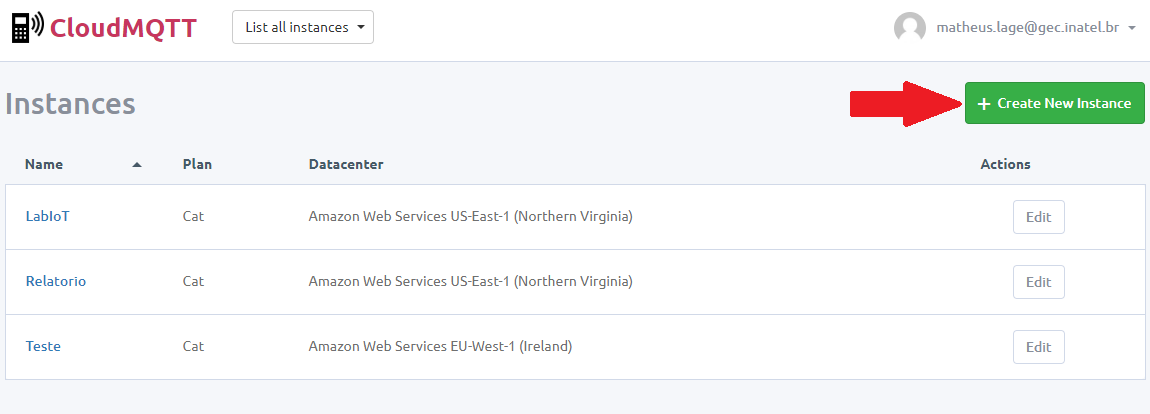 CloudMQTT List all instances matheus.lage@gec.inatel.br
Instances + Create New Instance
Name Plan Datacenter Actions
LabIoT Cat Amazon Web Services US-East-1 (Northern Virginia) Edit
Relatorio Cat Amazon Web Services US-East-1 (Northern Virginia) Edit
Teste Cat Amazon Web Services EU-West-1 (Ireland) Edit